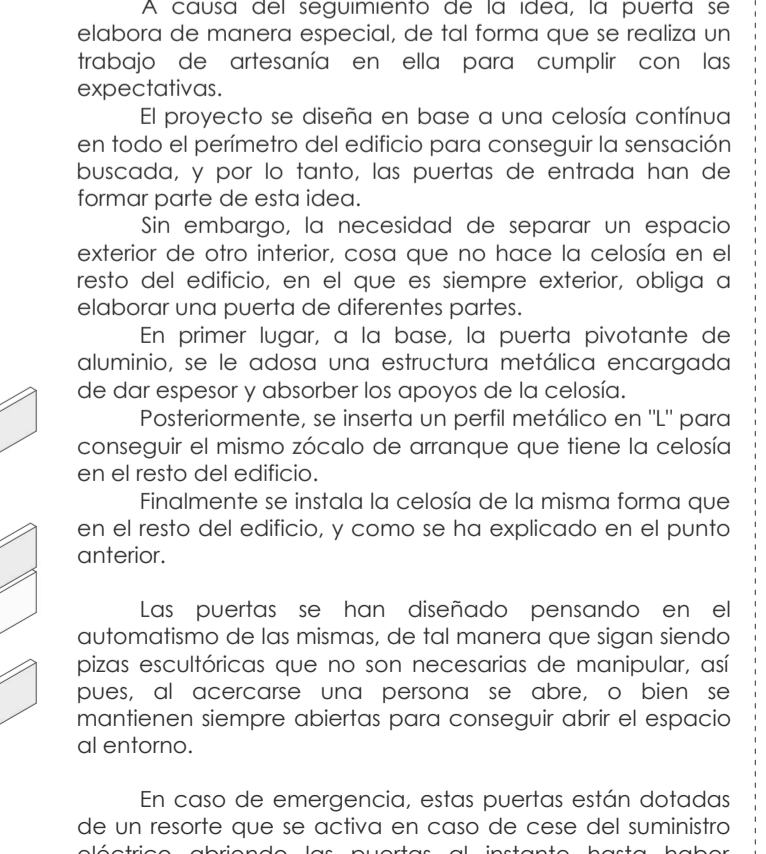 A causa del seguimiento de la idea, la puerta se
elabora de manera especial, de tal forma que se realiza un
trabajo de artesanía en ella para cumplir con las
expectativas.
El proyecto se diseña en base a una celosía contínua
en todo el perímetro del edificio para conseguir la sensación
buscada, y por lo tanto, las puertas de entrada han de
formar parte de esta idea.
Sin embargo, la necesidad de separar un espacio
exterior de otro interior, cosa que no hace la celosía en el
resto del edificio, en el que es siempre exterior, obliga a
elaborar una puerta de diferentes partes.
En primer lugar, a la base, la puerta pivotante de
aluminio, se le adosa una estructura metálica encargada
de dar espesor y absorber los apoyos de la celosía.
Posteriormente, se inserta un perfil metálico en "L" para
conseguir el mismo zócalo de arranque que tiene la celosía
en el resto del edificio.
Finalmente se instala la celosía de la misma forma que
en el resto del edificio, y como se ha explicado en el punto
anterior.
Las puertas se han diseñado pensando en el
automatismo de las mismas, de tal manera que sigan siendo
pizas escultóricas que no son necesarias de manipular, así
pues, al acercarse una persona se abre, o bien se
mantienen siempre abiertas para conseguir abrir el espacio
al entorno.
En caso de emergencia, estas puertas están dotadas
de un resorte que se activa en caso de cese del suministro
eléctrico abriendo las puertas al instante hasta haber